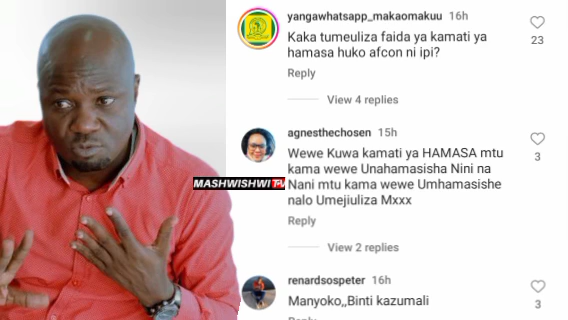 yangawhatsapp_makaomakuu 16h
Kaka tumeuliza faida ya kamati ya
hamasa huko afcon ni ipi?
23
Reply
View 4 replies
agnesthechosen 15h
Wewe Kuwa kamati ya HAMASA mtu
kama wewe Unahamasisha Nini na
Nani mtu kama wewe Umhamasishe
nalo Umejiuliza Mxxx
3
Reply
View 2 replies
MASHWISHWI TV
renardsospeter 16h
Manyoko,,Binti kazumali
3